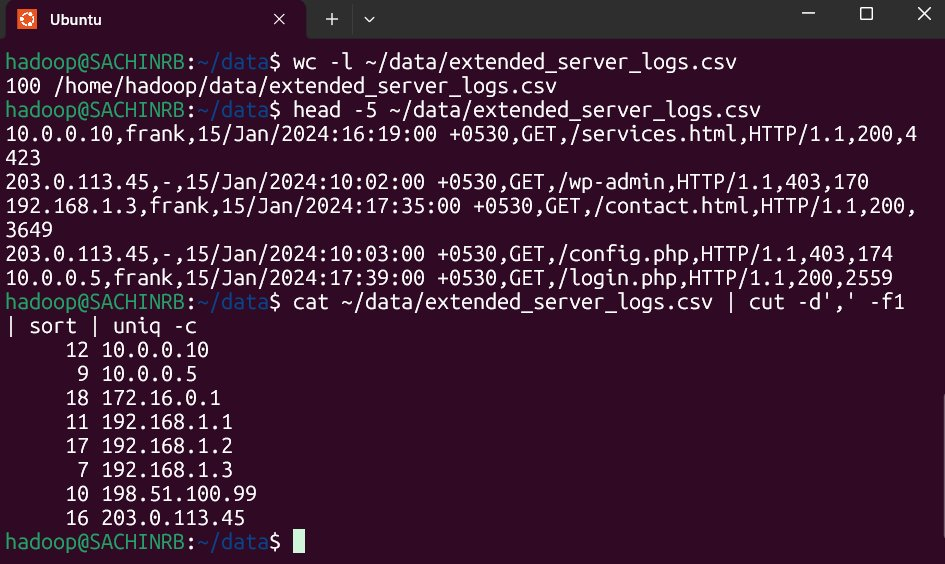 Ubuntu
hadoop@SACHINRB:~/data$ wc -l ~/data/extended_server_logs.csv
100 /home/hadoop/data/extended_server_logs.csv
hadoop@SACHINRB:~/data$ head -5 ~/data/extended_server_logs.csv
10.0.0.10,frank,15/Jan/2024:16:19:00 +0530,GET,/services.html,HTTP/1.1,200,4
423
203.0.113.45,-,15/Jan/2024:10:02:00 +0530,GET,/wp-admin,HTTP/1.1,403,170
192.168.1.3,frank,15/Jan/2024:17:35:00 +0530,GET,/contact.html,HTTP/1.1,200,
3649
203.0.113.45,-,15/Jan/2024:10:03:00 +0530,GET,/config.php,HTTP/1.1,403,174
10.0.0.5,frank,15/Jan/2024:17:39:00 +0530,GET,/login.php,HTTP/1.1,200,2559
hadoop@SACHINRB:~/data$ cat ~/data/extended_server_logs.csv | cut -d',' -f1
| sort | uniq -c
     12 10.0.0.10
      9 10.0.0.5
     18 172.16.0.1
     11 192.168.1.1
     17 192.168.1.2
      7 192.168.1.3
     10 198.51.100.99
     16 203.0.113.45
hadoop@SACHINRB:~/data$